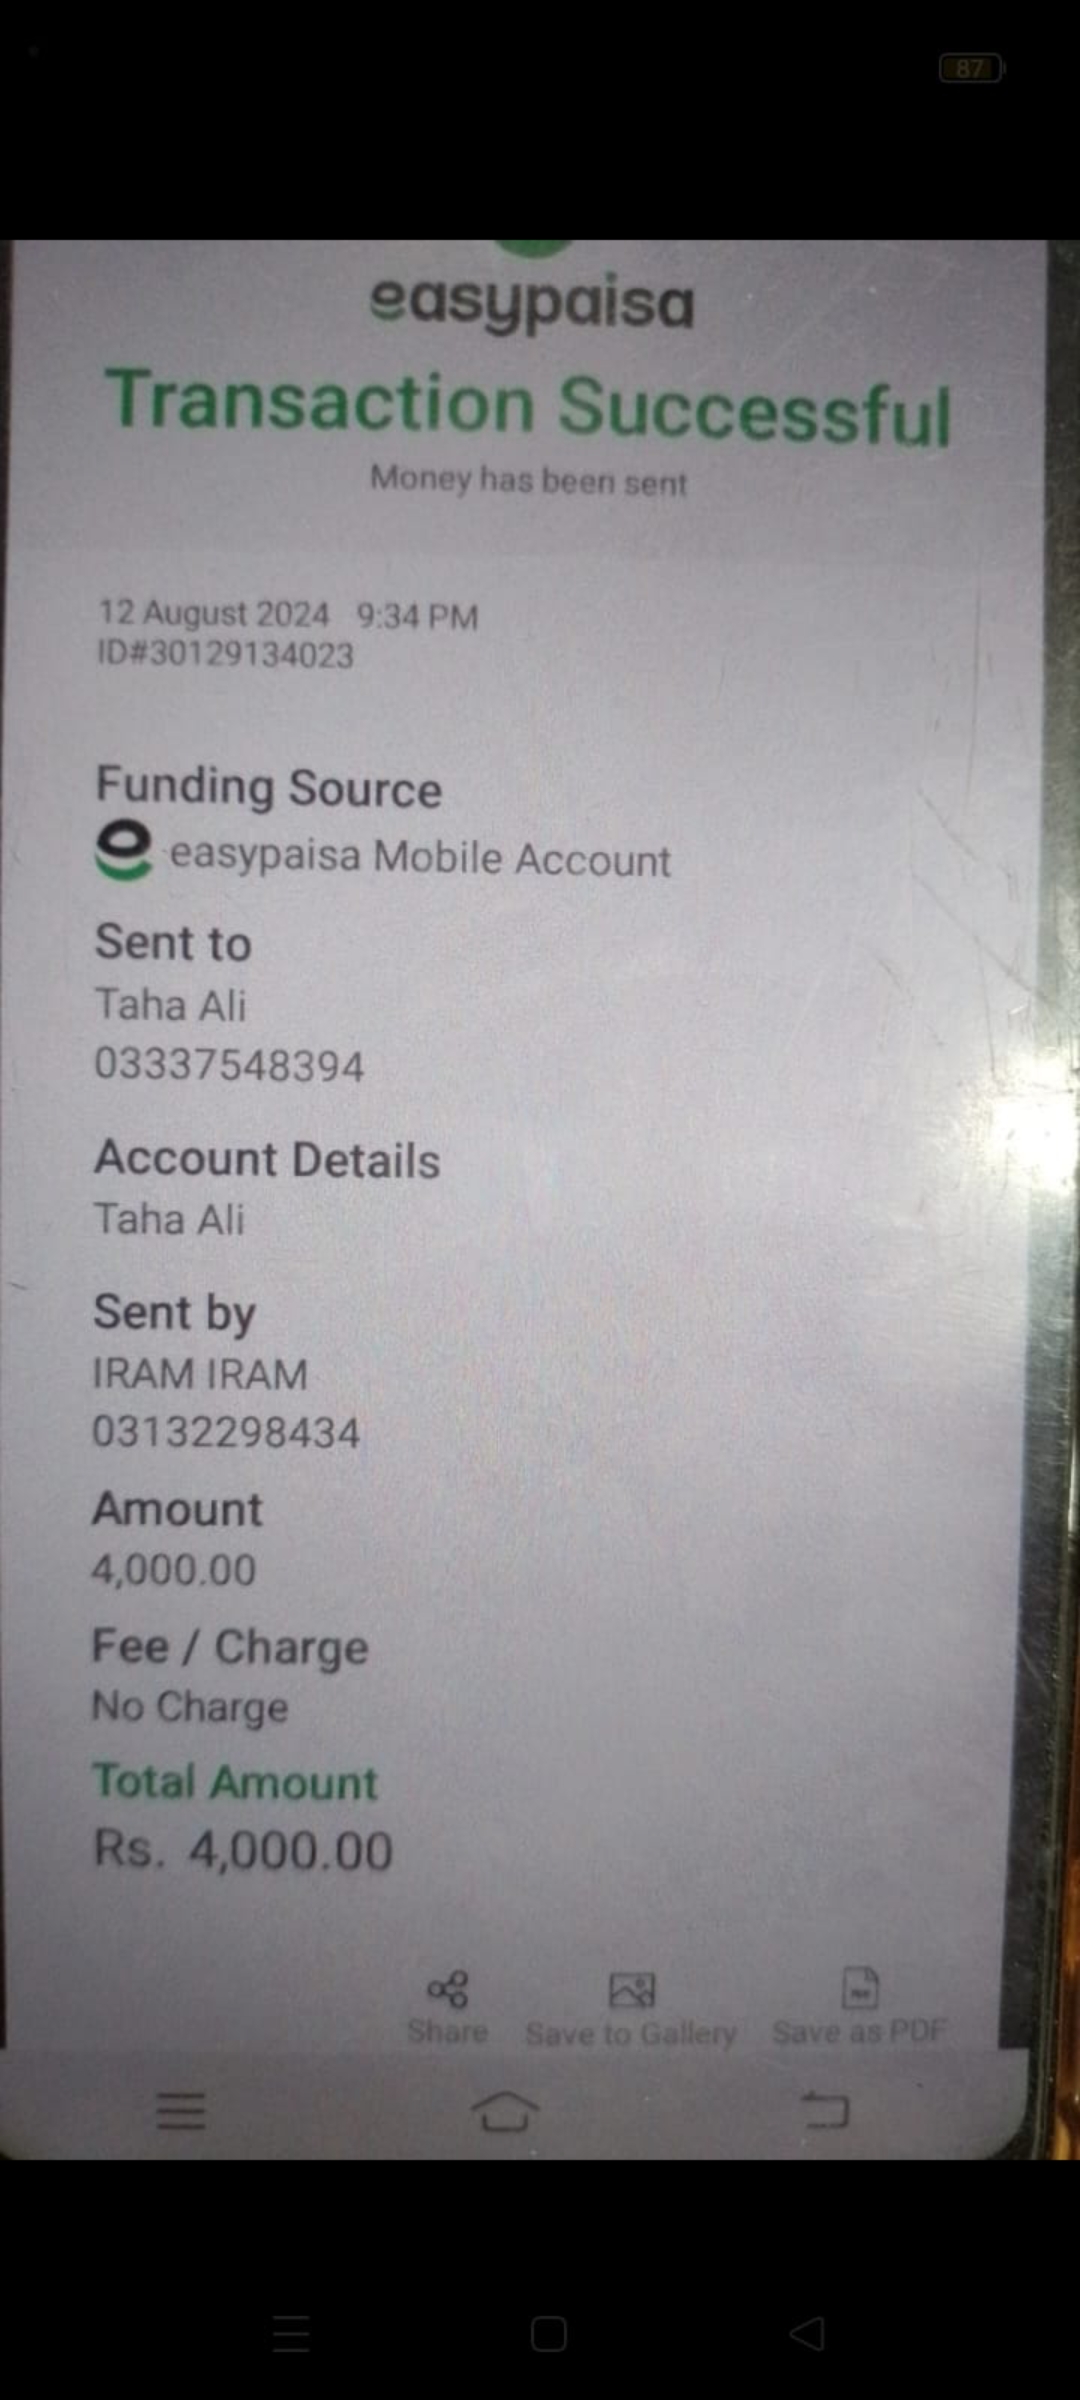 87
easypaisa
Transaction Successful
Money has been sent
12 August 2024 9:34 PM
ID#30129134023
Funding Source
easypaisa Mobile Account
Sent to
Taha Ali
03337548394
Account Details
Taha Ali
Sent by
IRAM IRAM
03132298434
Amount
4,000.00
Fee / Charge
No Charge
Total Amount
Rs. 4,000.00
Share Save to Gallery Save as PDF